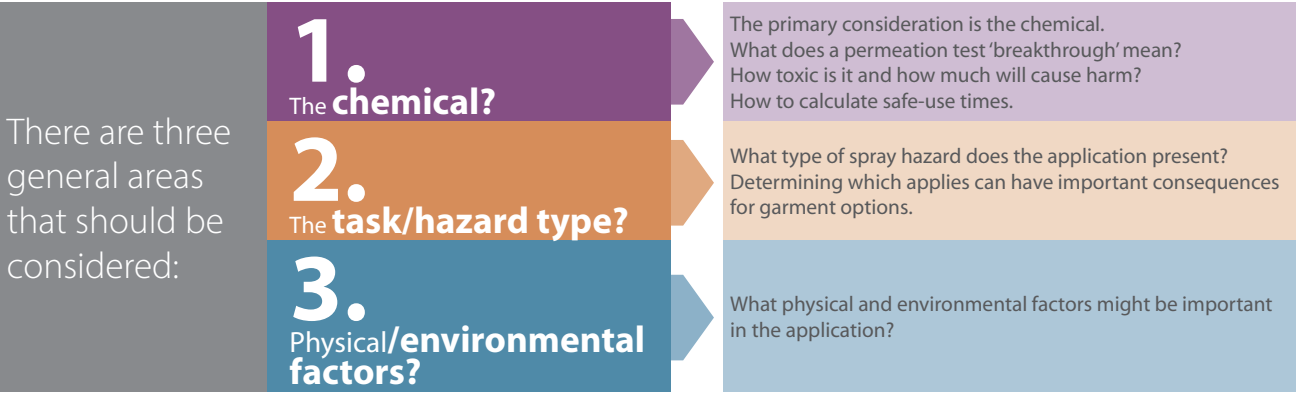 There are three
general areas
that should be
considered:
1.
The chemical?
The primary consideration is the chemical.
What does a permeation test ‘breakthrough’ mean?
How toxic is it and how much will cause harm?
How to calculate safe-use times.
2.
The task/hazard type?
What type of spray hazard does the application present?
Determining which applies can have important consequences
for garment options.
3.
Physical/environmental
factors?
What physical and environmental factors might be important
in the application?